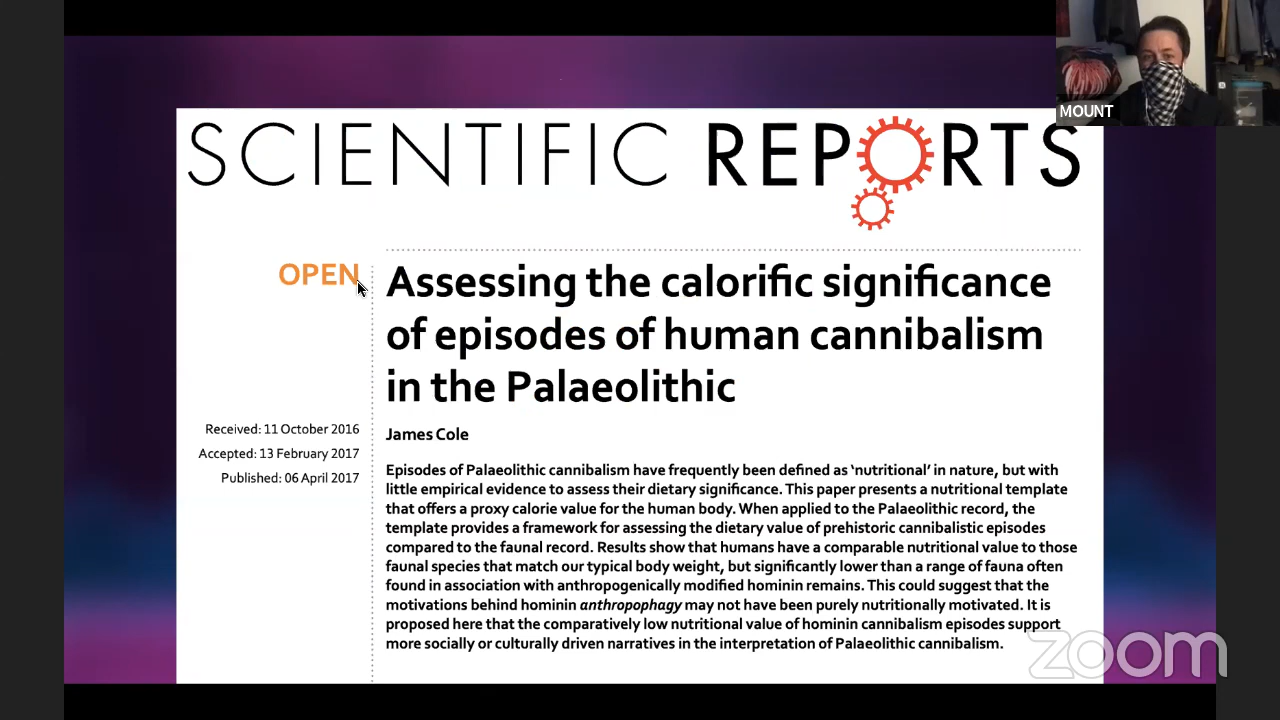 MOUNT
SCIENTIFIC REPORTS
OPEN
Assessing the calorific significance
of episodes of human cannibalism
in the Palaeolithic
Received: 11 October 2016
Accepted: 13 February 2017
Published: 06 April 2017
James Cole
Episodes of Palaeolithic cannibalism have frequently been defined as ‘nutritional’ in nature, but with
little empirical evidence to assess their dietary significance. This paper presents a nutritional template
that offers a proxy calorie value for the human body. When applied to the Palaeolithic record, the
template provides a framework for assessing the dietary value of prehistoric cannibalistic episodes
compared to the faunal record. Results show that humans have a comparable nutritional value to those
faunal species that match our typical body weight, but significantly lower than a range of fauna often
found in association with anthropogenically modified hominin remains. This could suggest that the
motivations behind hominin anthropophagy may not have been purely nutritionally motivated. It is
proposed here that the comparatively low nutritional value of hominin cannibalism episodes support
more socially or culturally driven narratives in the interpretation of Palaeolithic cannibalism.
zoom